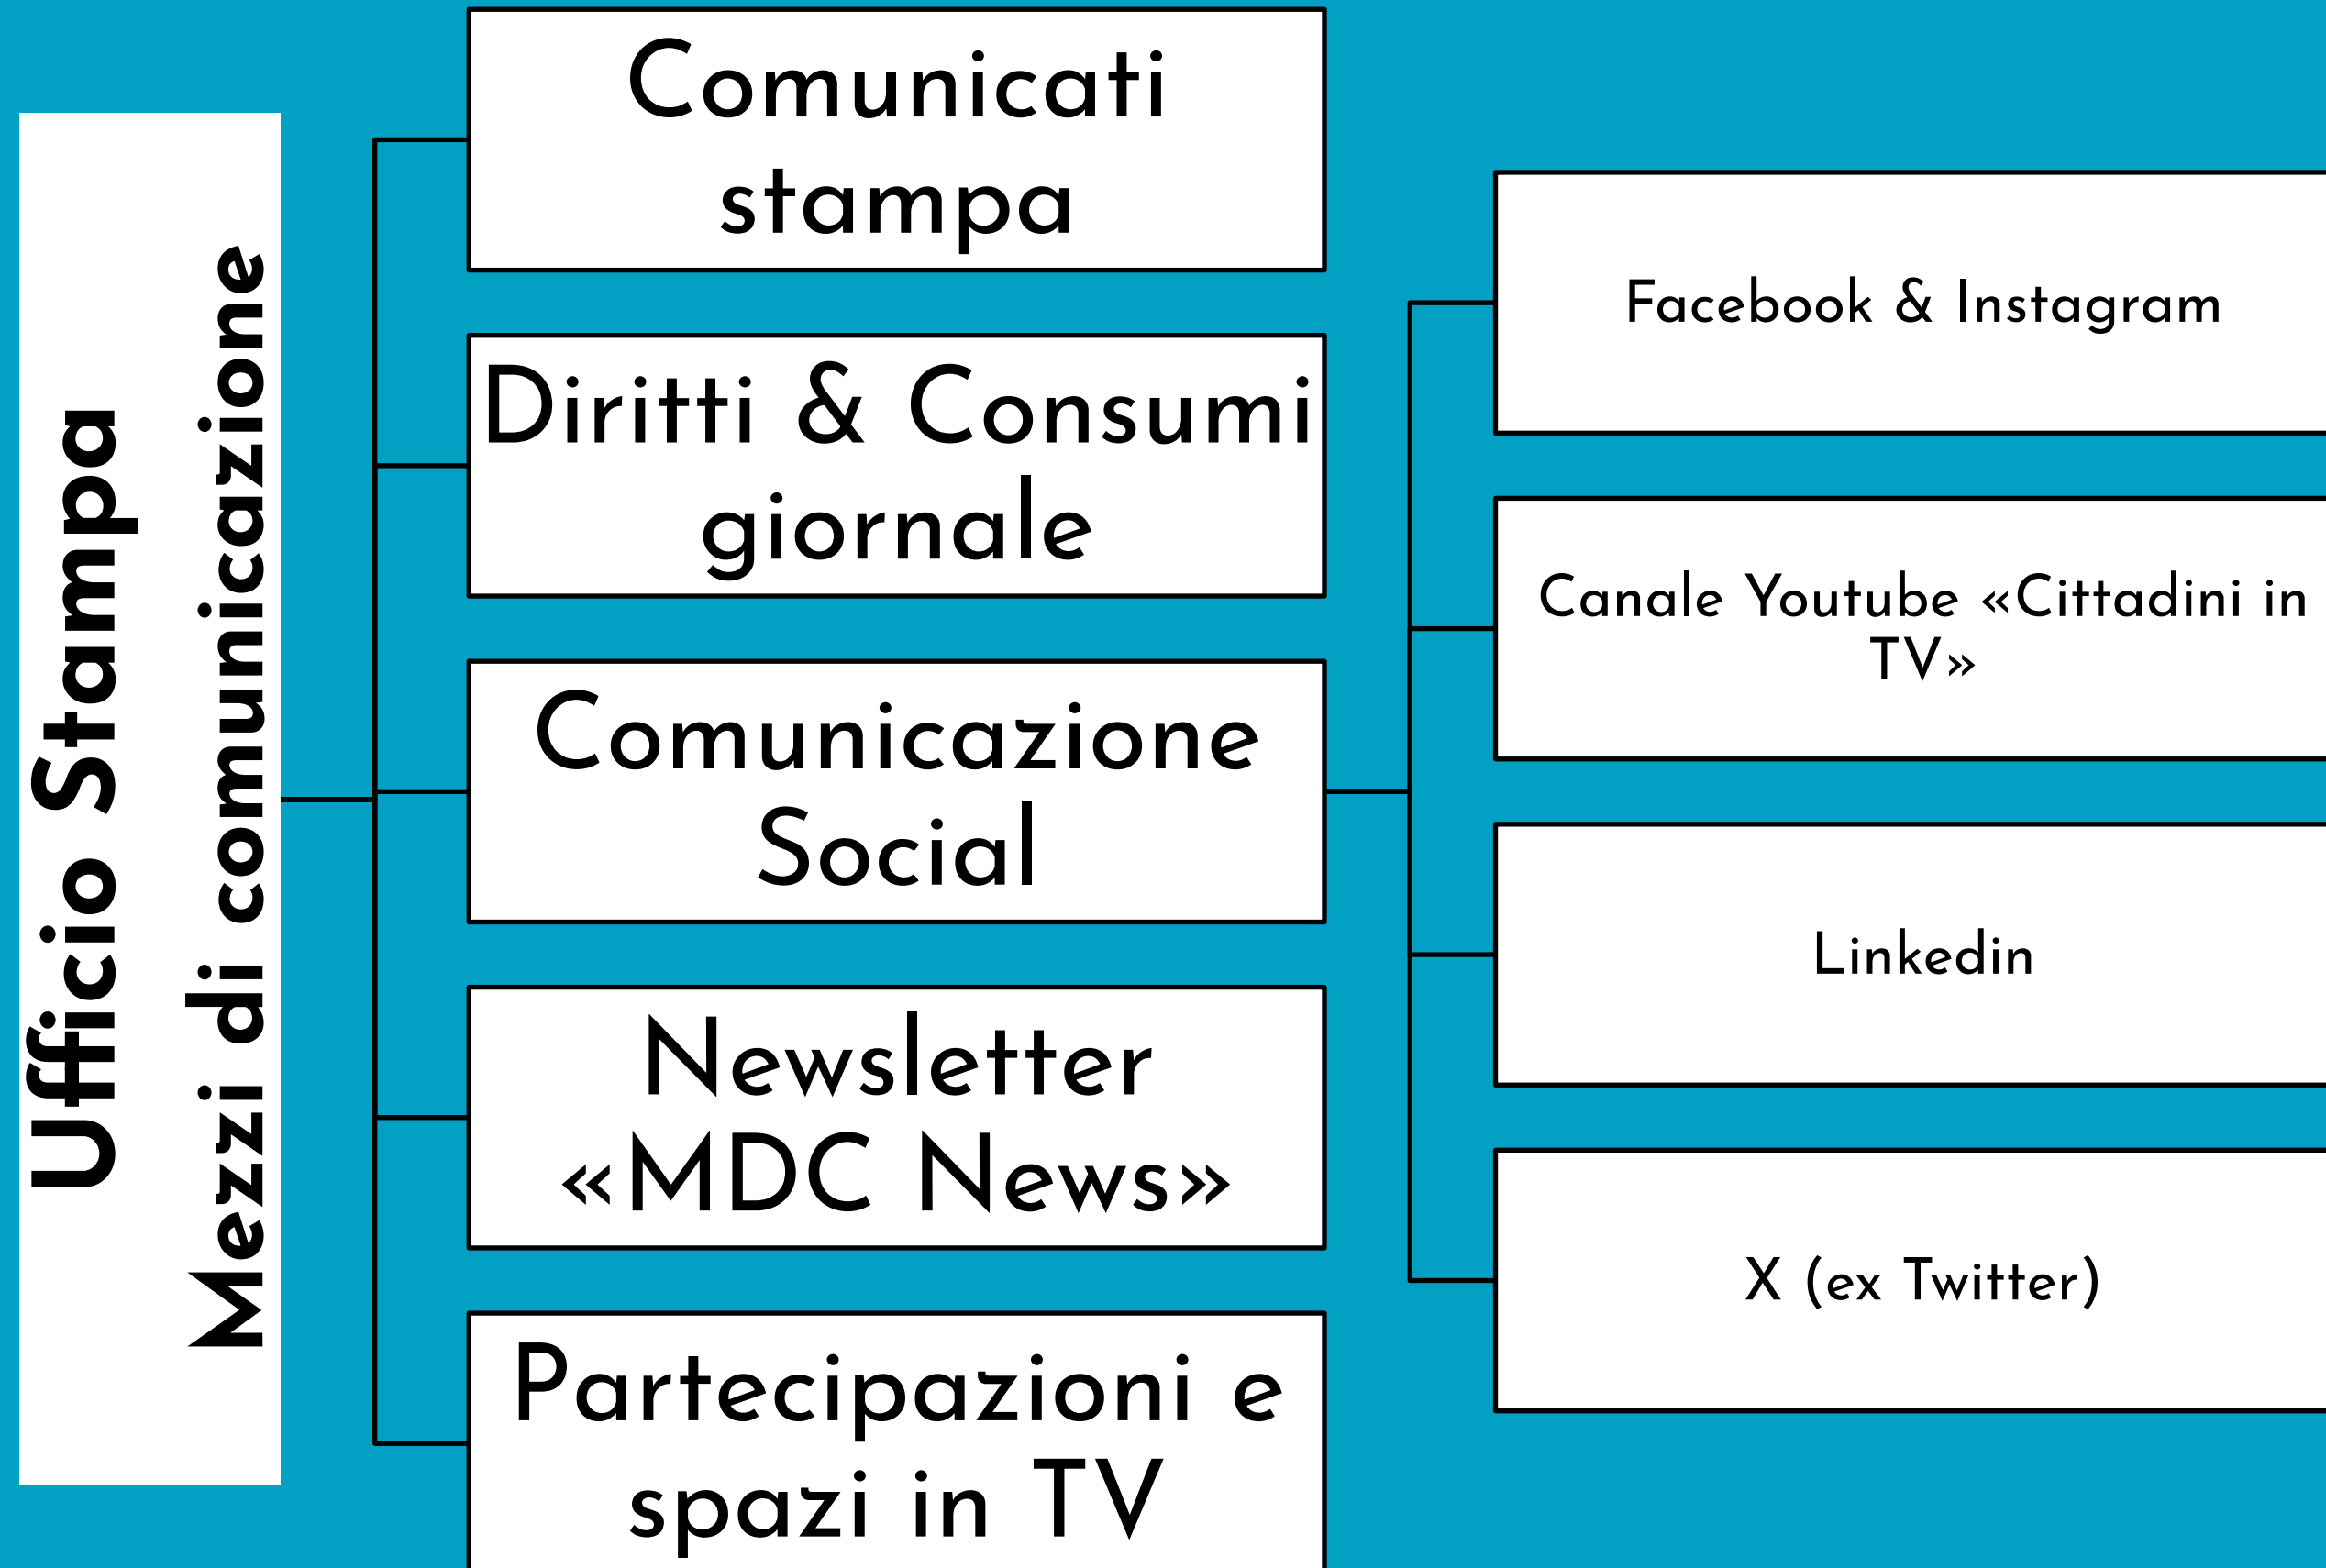 Ufficio Stampa
Mezzi di comunicazione
Comunicati
stampa
Diritti & Consumi
giornale
Comunicazione
Social
Newsletter
«MDC News»
Partecipazioni e
spazi in TV
Facebook & Instagram
Canale Youtube «Cittadini in
TV»
Linkedin
X (ex Twitter)